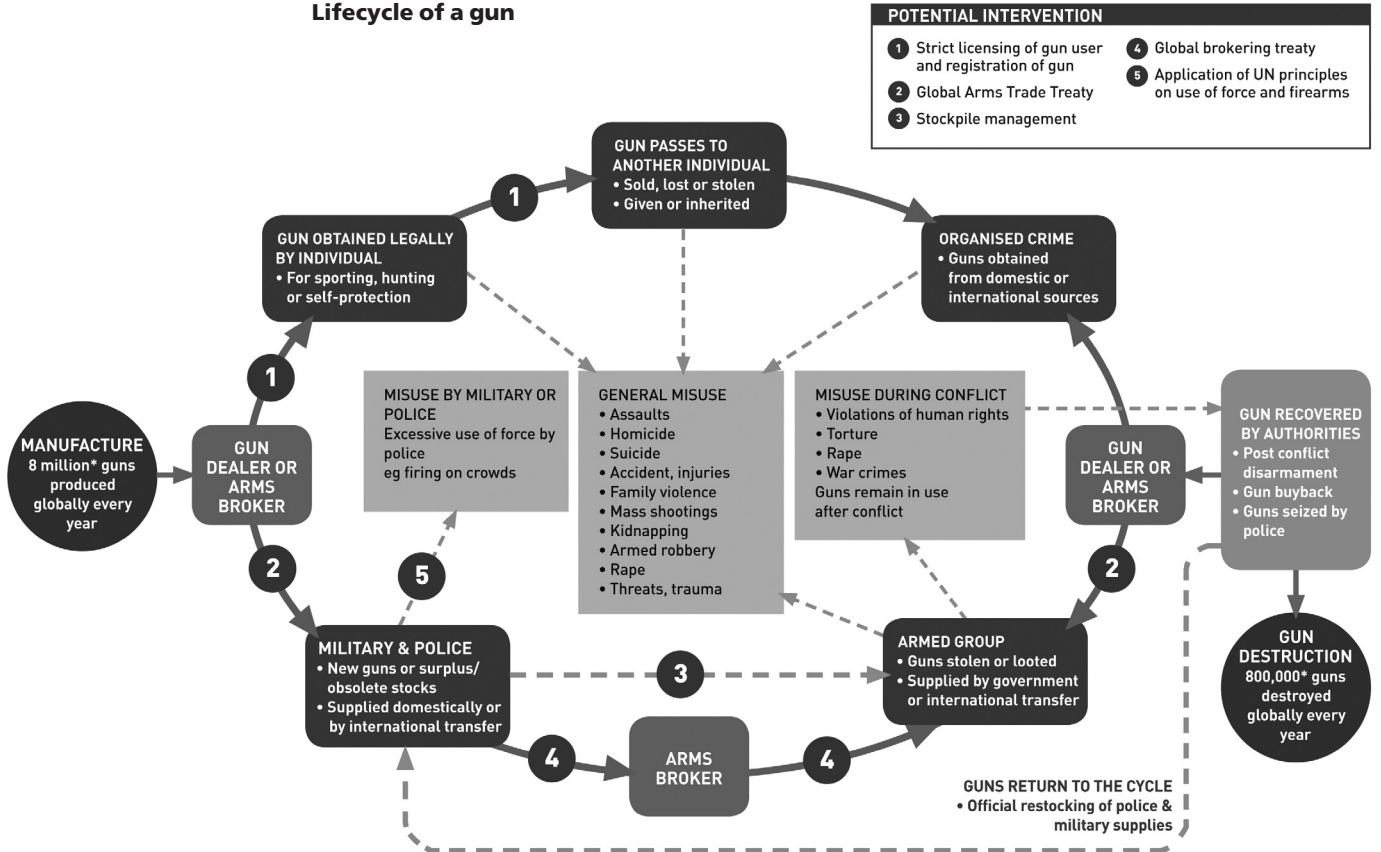 Lifecycle of a gun
POTENTIAL INTERVENTION
1 Strict licensing of gun user
and registration of gun
2 Global Arms Trade Treaty
3 Stockpile management
4 Global brokering treaty
5 Application of UN principles
on use of force and firearms
GUN PASSES TO
ANOTHER INDIVIDUAL
• Sold, lost or stolen
• Given or inherited
1
GUN OBTAINED LEGALLY
BY INDIVIDUAL
• For sporting, hunting
or self-protection
ORGANISED CRIME
• Guns obtained
from domestic or
international sources
1
MANUFACTURE
8 million* guns
produced
globally every
year
GUN
DEALER OR
ARMS
BROKER
MISUSE BY MILITARY OR
POLICE
Excessive use of force by
police
eg firing on crowds
GENERAL MISUSE
• Assaults
• Homicide
• Suicide
• Accident, injuries
• Family violence
• Mass shootings
• Kidnapping
• Armed robbery
• Rape
• Threats, trauma
MISUSE DURING CONFLICT
• Violations of human rights
• Torture
• Rape
• War crimes
Guns remain in use
after conflict
GUN
DEALER OR
ARMS
BROKER
GUN RECOVERED
BY AUTHORITIES
• Post conflict
disarmament
• Gun buyback
• Guns seized by
police
2
5
2
MILITARY & POLICE
• New guns or surplus/
obsolete stocks
• Supplied domestically or
by international transfer
3
ARMED GROUP
• Guns stolen or looted
• Supplied by government
or international transfer
GUN
DESTRUCTION
800,000* guns
destroyed
globally every
year
4
ARMS
BROKER
4
GUNS RETURN TO THE CYCLE
• Official restocking of police &
military supplies